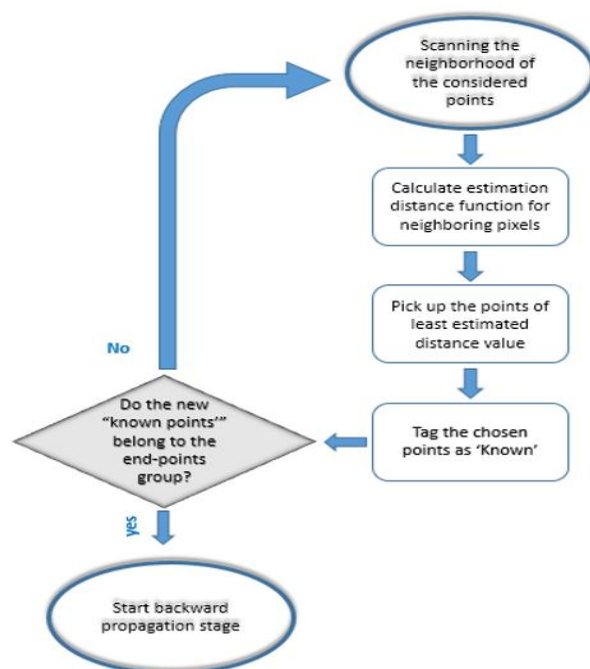 Scanning the
neighborhood of
the considered
points
Calculate estimation
distance function for
neighboring pixels
Pick up the points of
least estimated
distance value
Tag the chosen
points as ‘Known’
Do the new
“known points’”
belong to the
end-points
group?
No
yes
Start backward
propagation stage